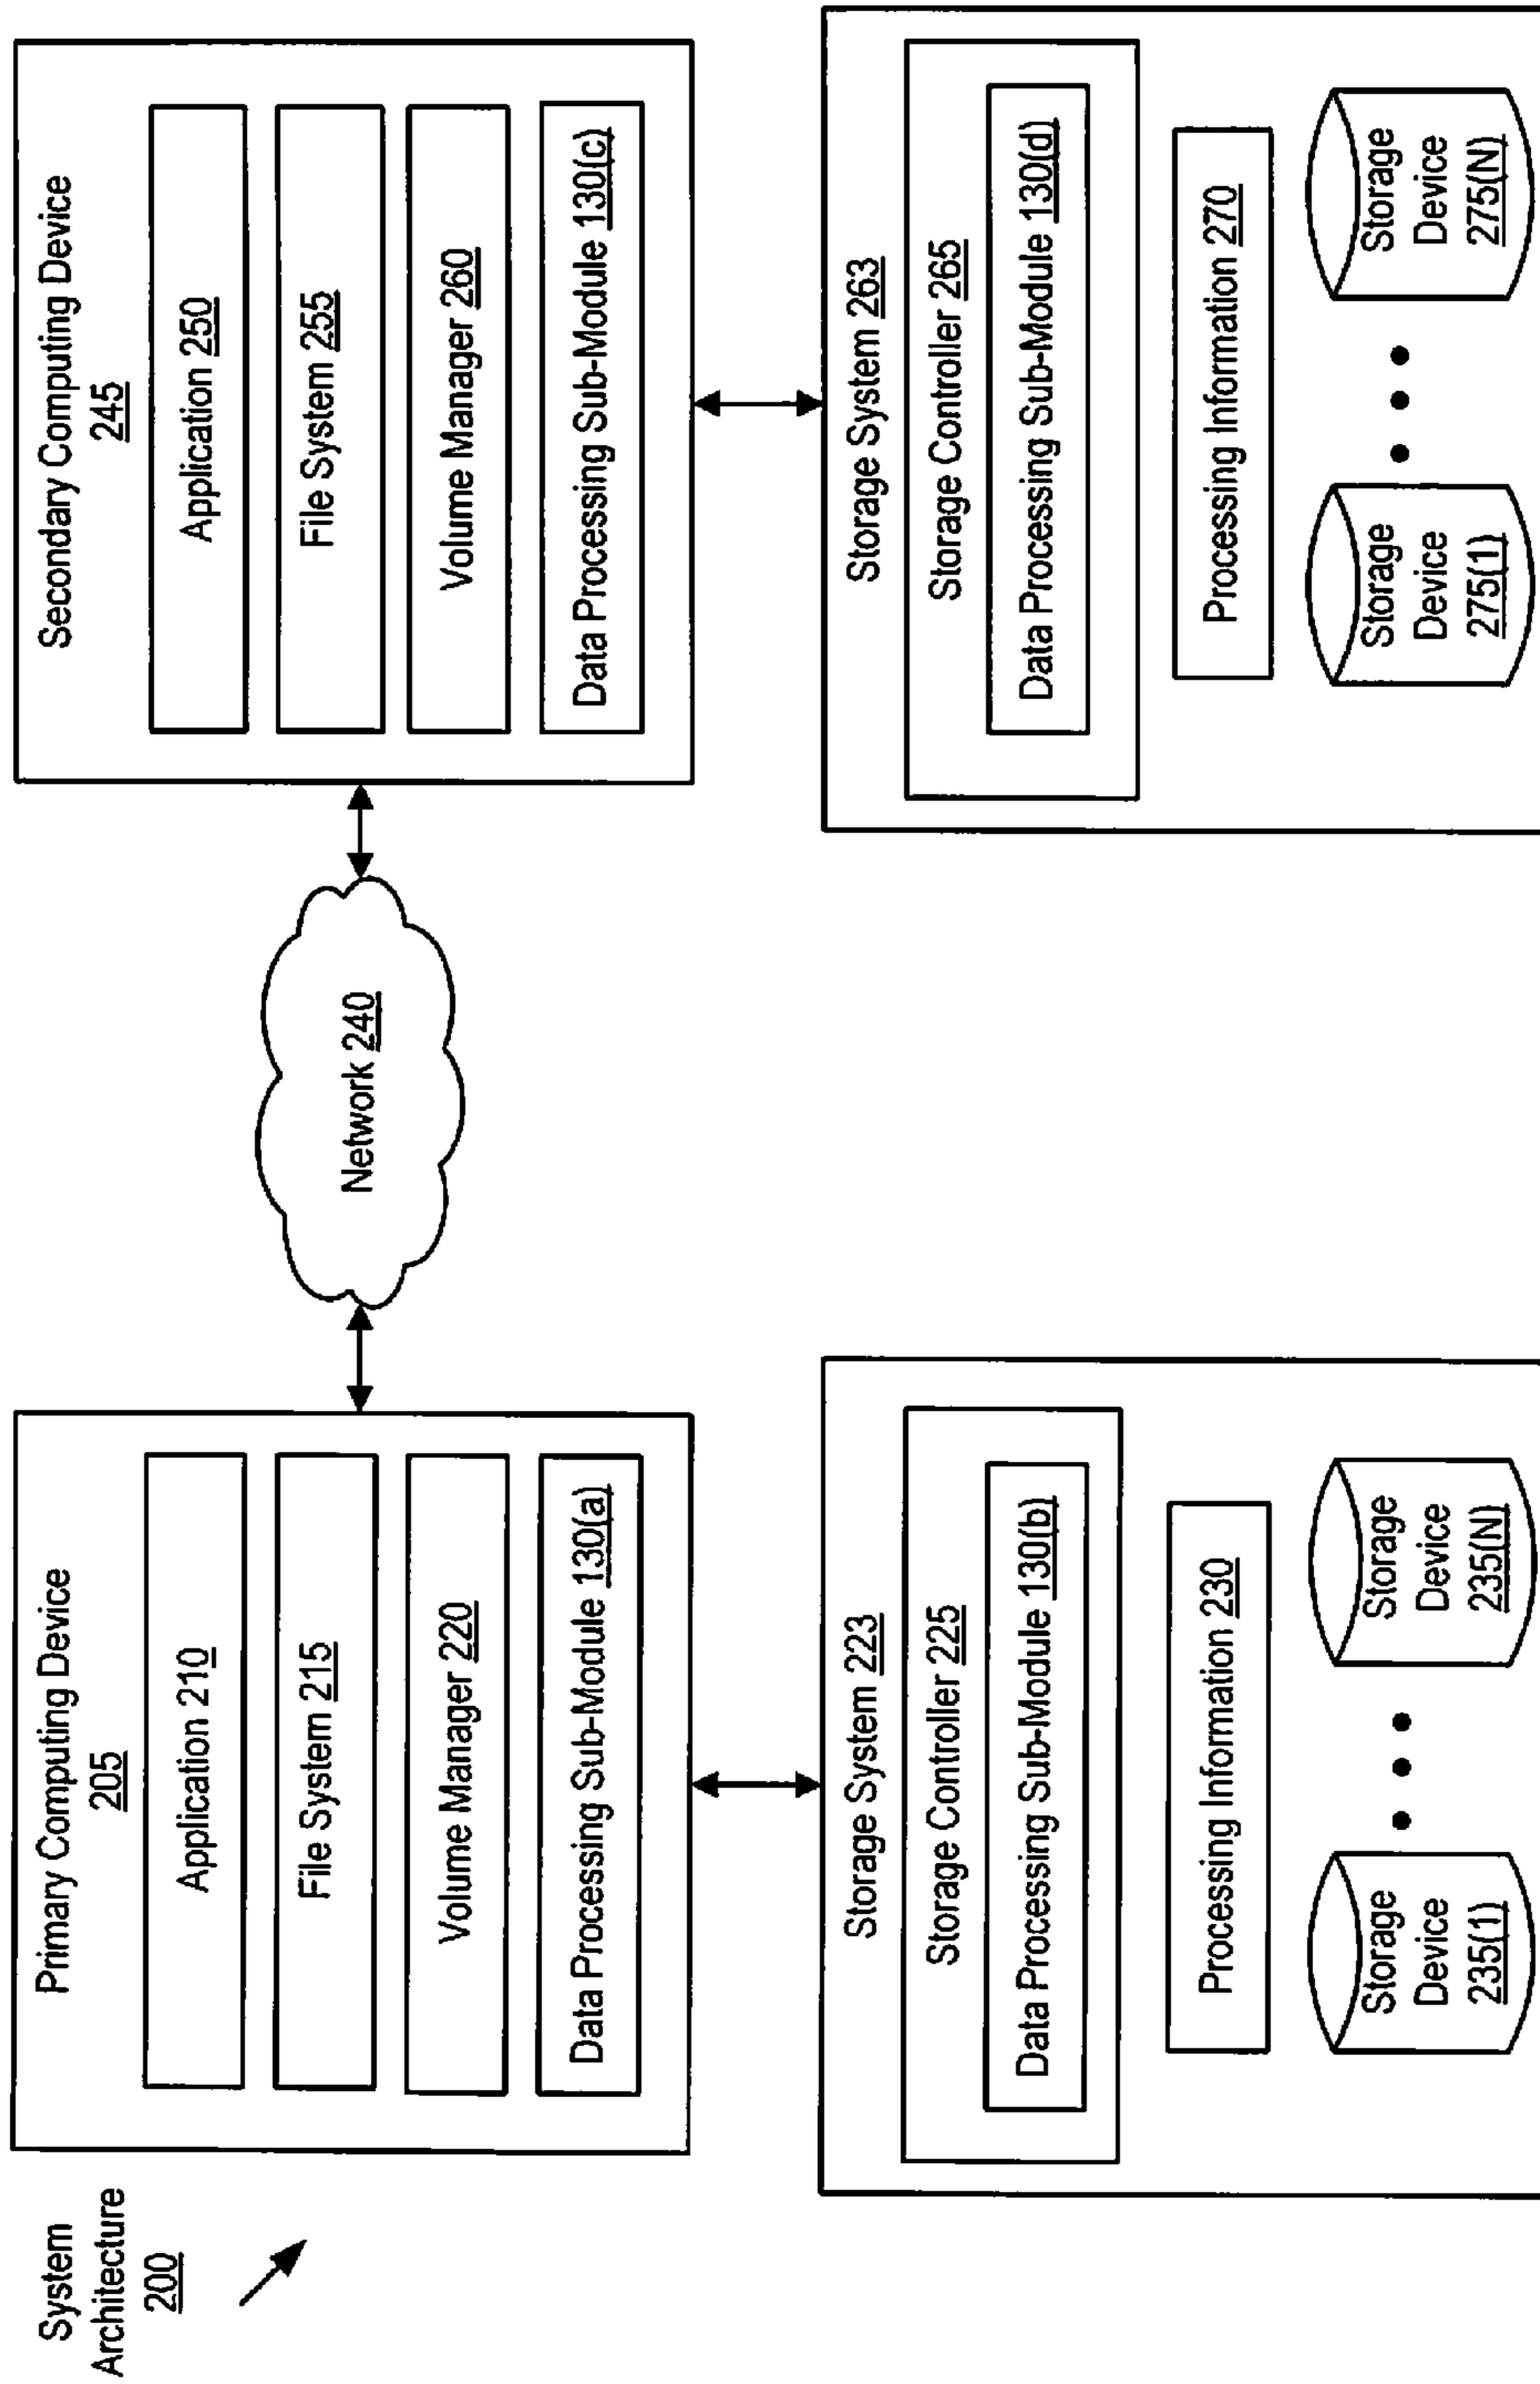 System
Architecture
200
Primary Computing Device
205
Application 210
File System 215
Volume Manager 220
Data Processing Sub-Module 130(a)
Network 240
Secondary Computing Device
245
Application 250
File System 255
Volume Manager 260
Data Processing Sub-Module 130(c)
Storage System 223
Storage Controller 225
Data Processing Sub-Module 130(b)
Processing Information 230
Storage
Device
235(1)
Storage
Device
235(N)
Storage System 263
Storage Controller 265
Data Processing Sub-Module 130(d)
Processing Information 270
Storage
Device
275(1)
Storage
Device
275(N)